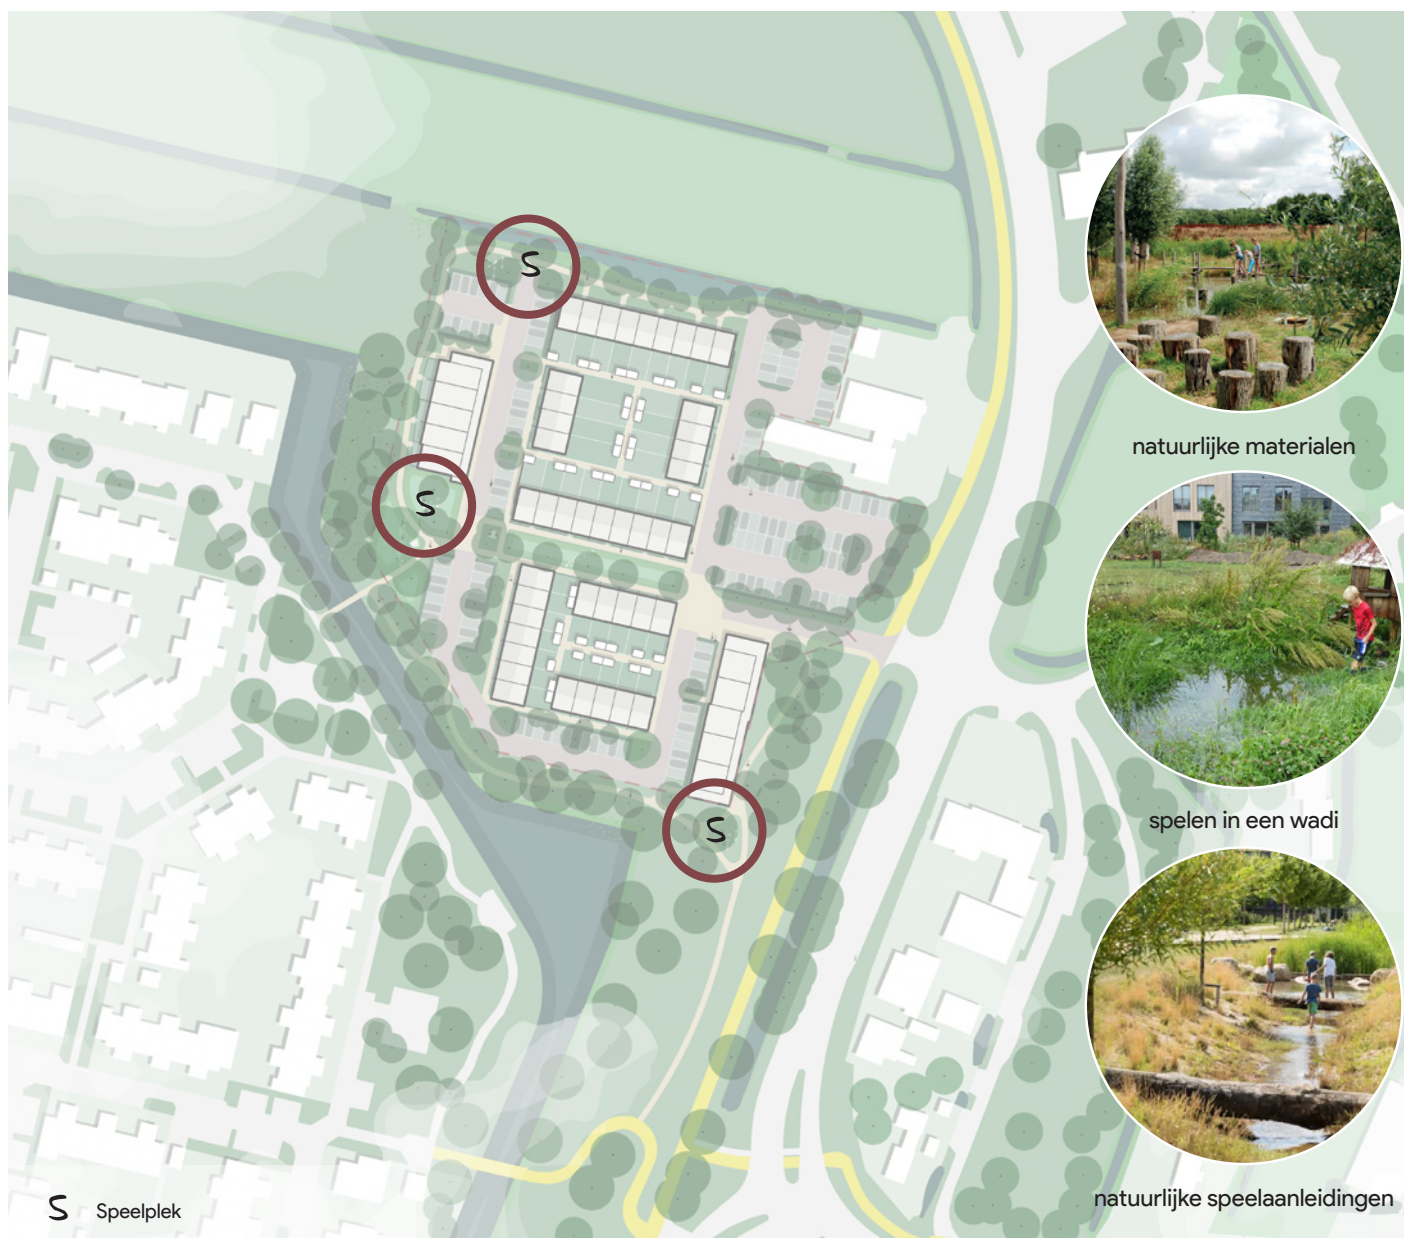 S
S
S
natuurlijke materialen
spelen in een wadi
natuurlijke speelaanleidingen
S Speelplek